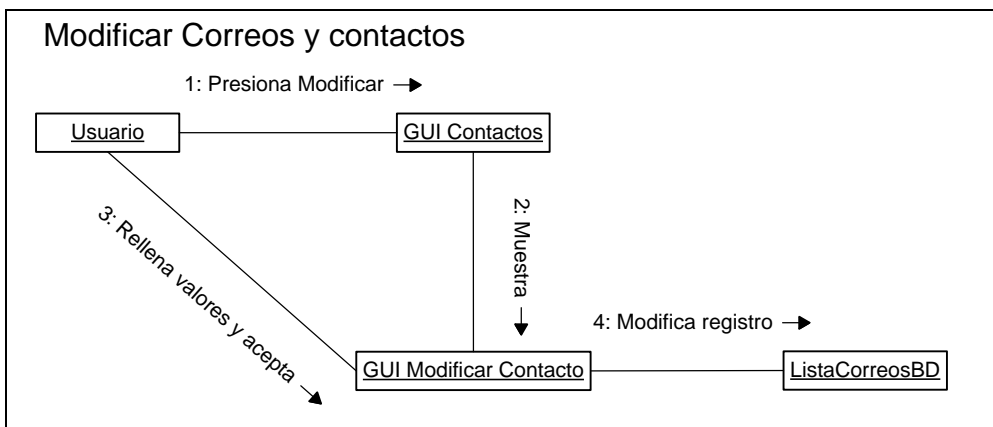 Modificar Correos y contactos
1: Presiona Modificar
Usuario
GUI Contactos
2: Muestra
3: Rellena valores y acepta
4: Modifica registro
GUI Modificar Contacto
ListaCorreosBD